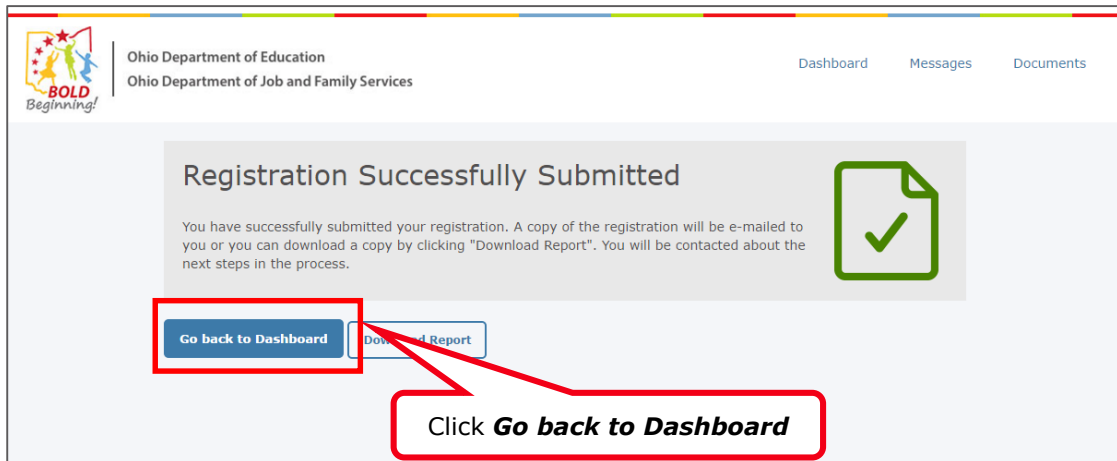 BOLD
Beginning!
Ohio Department of Education
Ohio Department of Job and Family Services
Dashboard Messages Documents
Registration Successfully Submitted
You have successfully submitted your registration. A copy of the registration will be e-mailed to
you or you can download a copy by clicking "Download Report". You will be contacted about the
next steps in the process.
Go back to Dashboard
Download Report
Click Go back to Dashboard